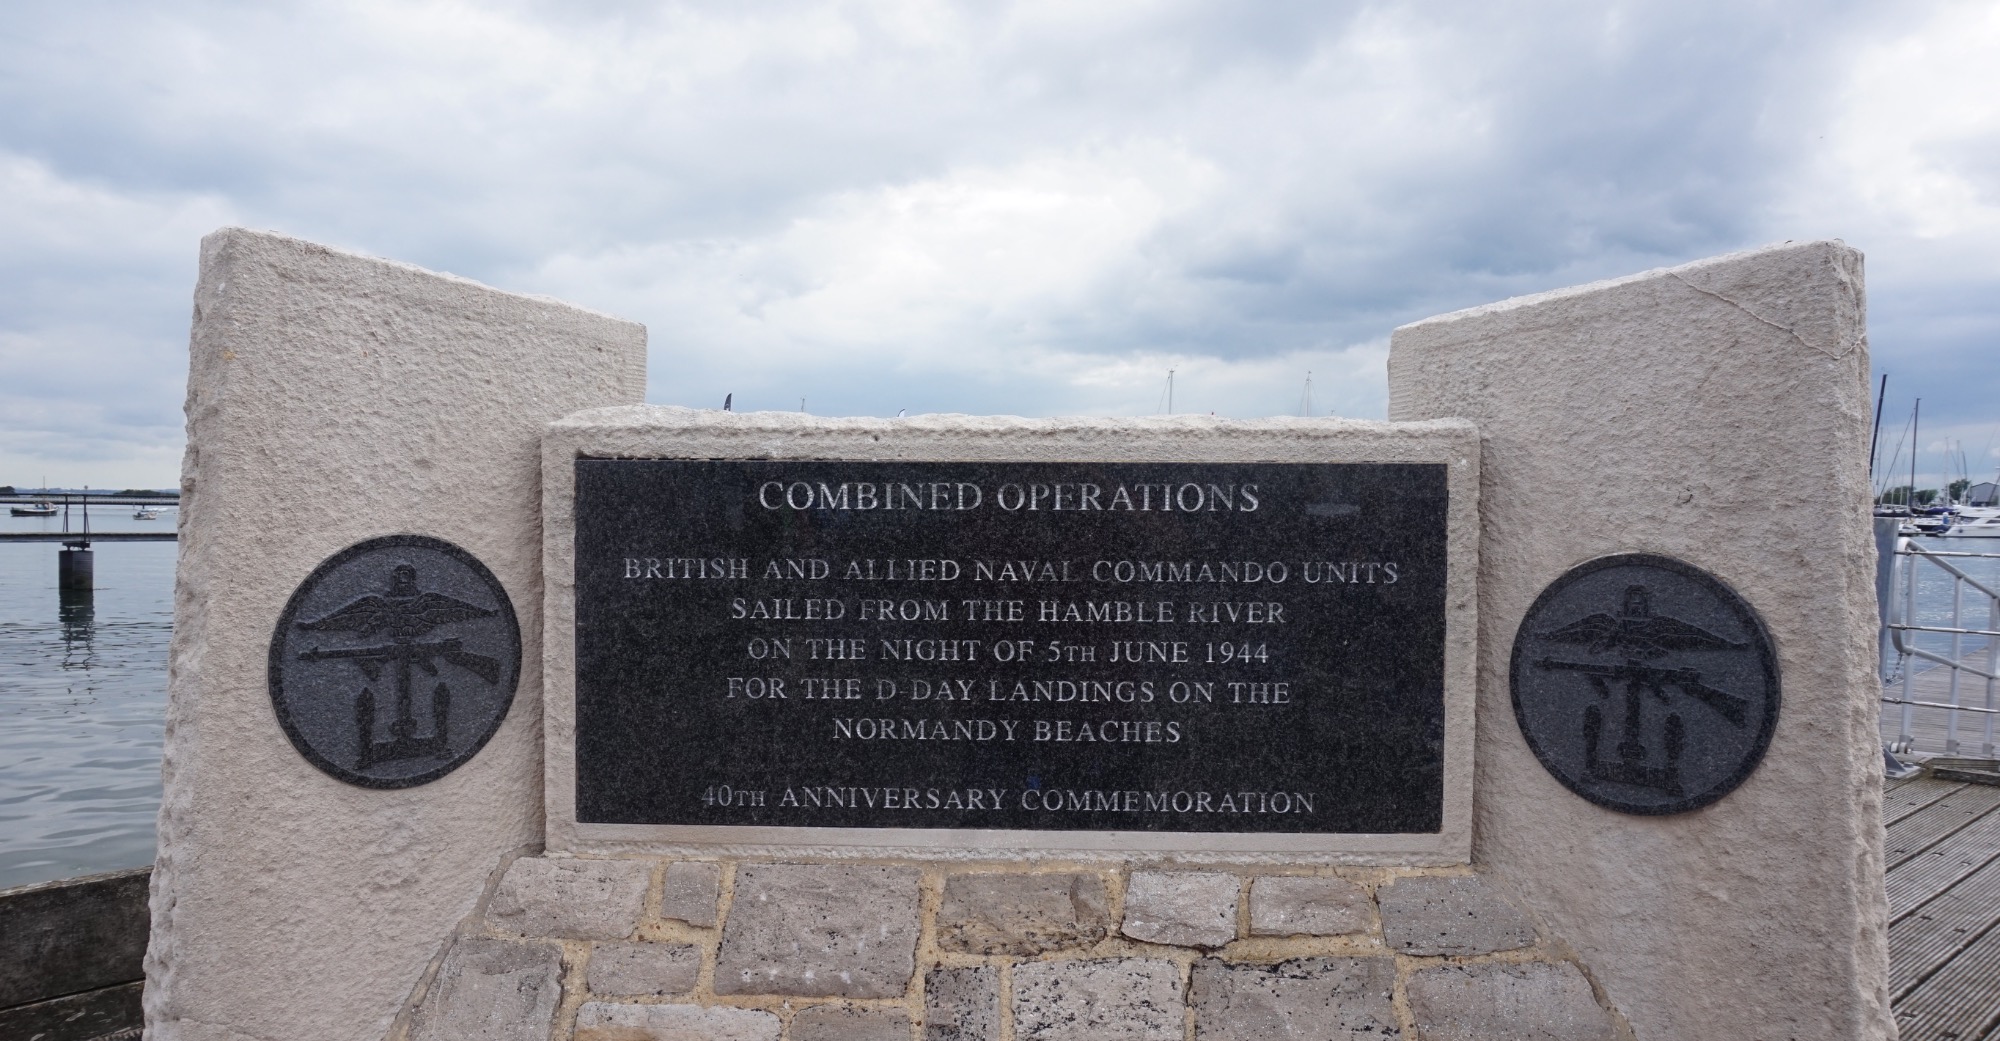 COMBINED OPERATIONS
BRITISH AND ALLIED NAVAL COMMANDO UNITS
SAILED FROM THE HAMBLE RIVER
ON THE NIGHT OF 5TH JUNE 1944
FOR THE D-DAY LANDINGS ON THE
NORMANDY BEACHES
40TH ANNIVERSARY COMMEMORATION